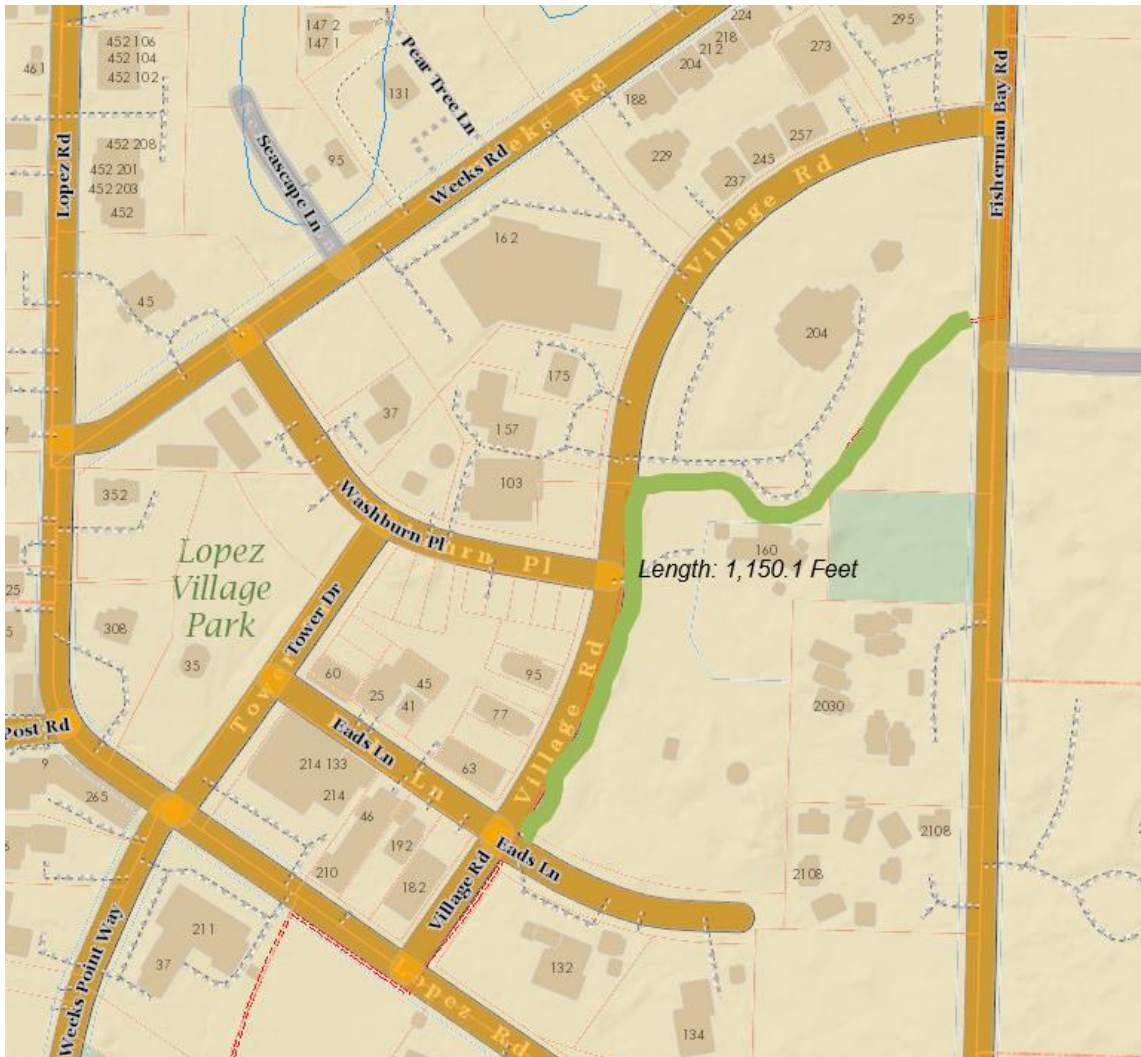 224
295
147 2
147 1
218
212
204
273
452 106
452 104
452 102
461
Pear Tree Ln
131
188
Weeks Rd
Fisherman Bay Rd
Lopez Rd
452 208
452 201
452 203
452
Seascape Ln
95
Weeks Rd
229
257
245
237
Village Rd
162
45
204
175
37
157
103
352
Washburn Pl
Lopez
Village
Park
25
308
35
Tower Dr
160
Length: 1,150.1 Feet
60
25
45
41
95
77
63
Village Rd
2030
Post Rd
9
265
Eads Ln
214 133
214
46
192
182
210
Village Rd
Eads Ln
2108
2108
211
37
Weeks Point Way
132
134
Lopez Rd